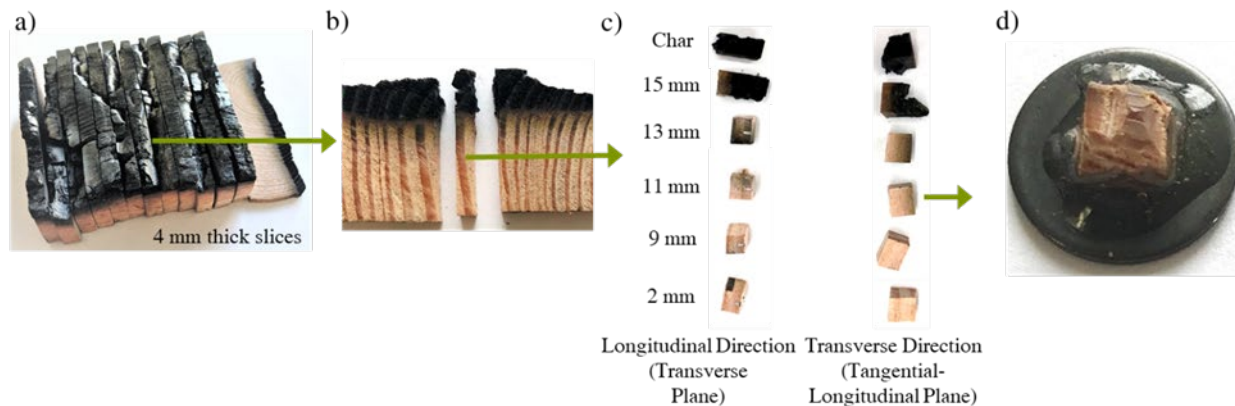 a)
b)
c)
d)
4 mm thick slices
Char
15 mm
13 mm
11 mm
9 mm
2 mm
Longitudinal Direction
(Transverse
Plane)
Transverse Direction
(Tangential-
Longitudinal Plane)